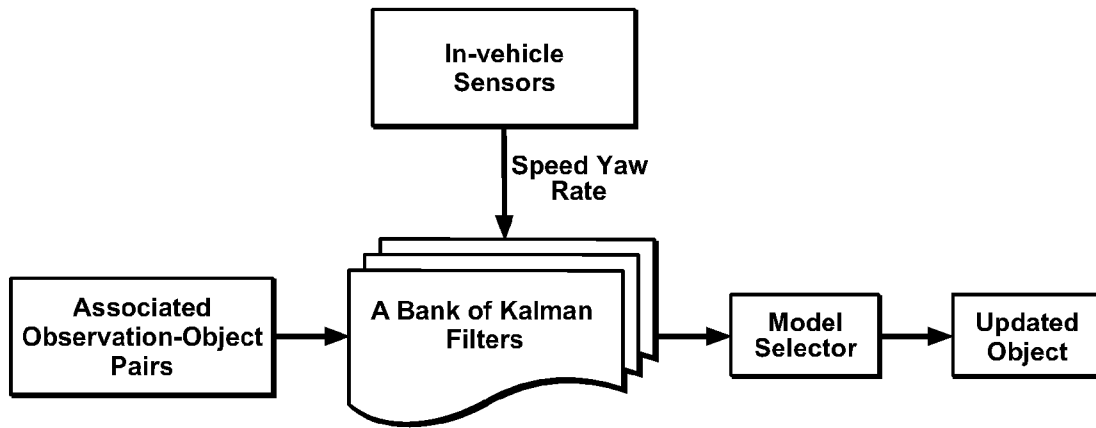 In-vehicle
Sensors
Speed Yaw
Rate
Associated
Observation-Object
Pairs
A Bank of Kalman
Filters
Model
Selector
Updated
Object